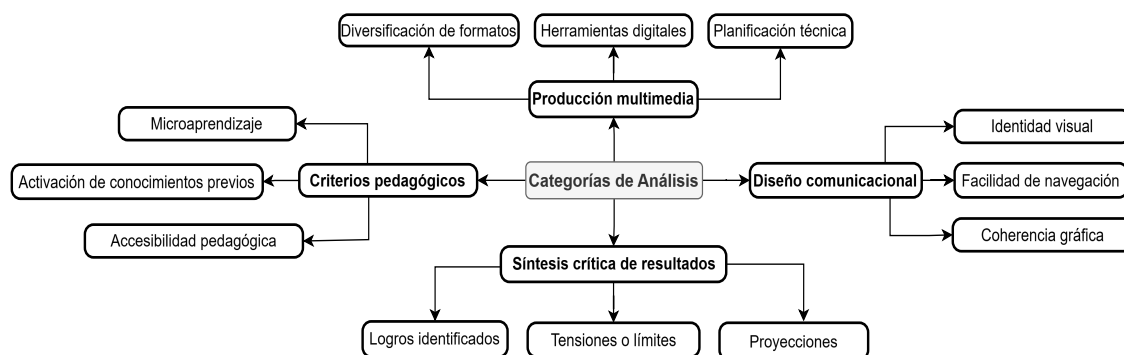 Diversificación de formatos
Herramientas digitales
Planificación técnica
Producción multimedia
Microaprendizaje
Identidad visual
Activación de conocimientos previos
Criterios pedagógicos
Categorías de Análisis
Diseño comunicacional
Facilidad de navegación
Accesibilidad pedagógica
Coherencia gráfica
Síntesis crítica de resultados
Logros identificados
Tensiones o límites
Proyecciones